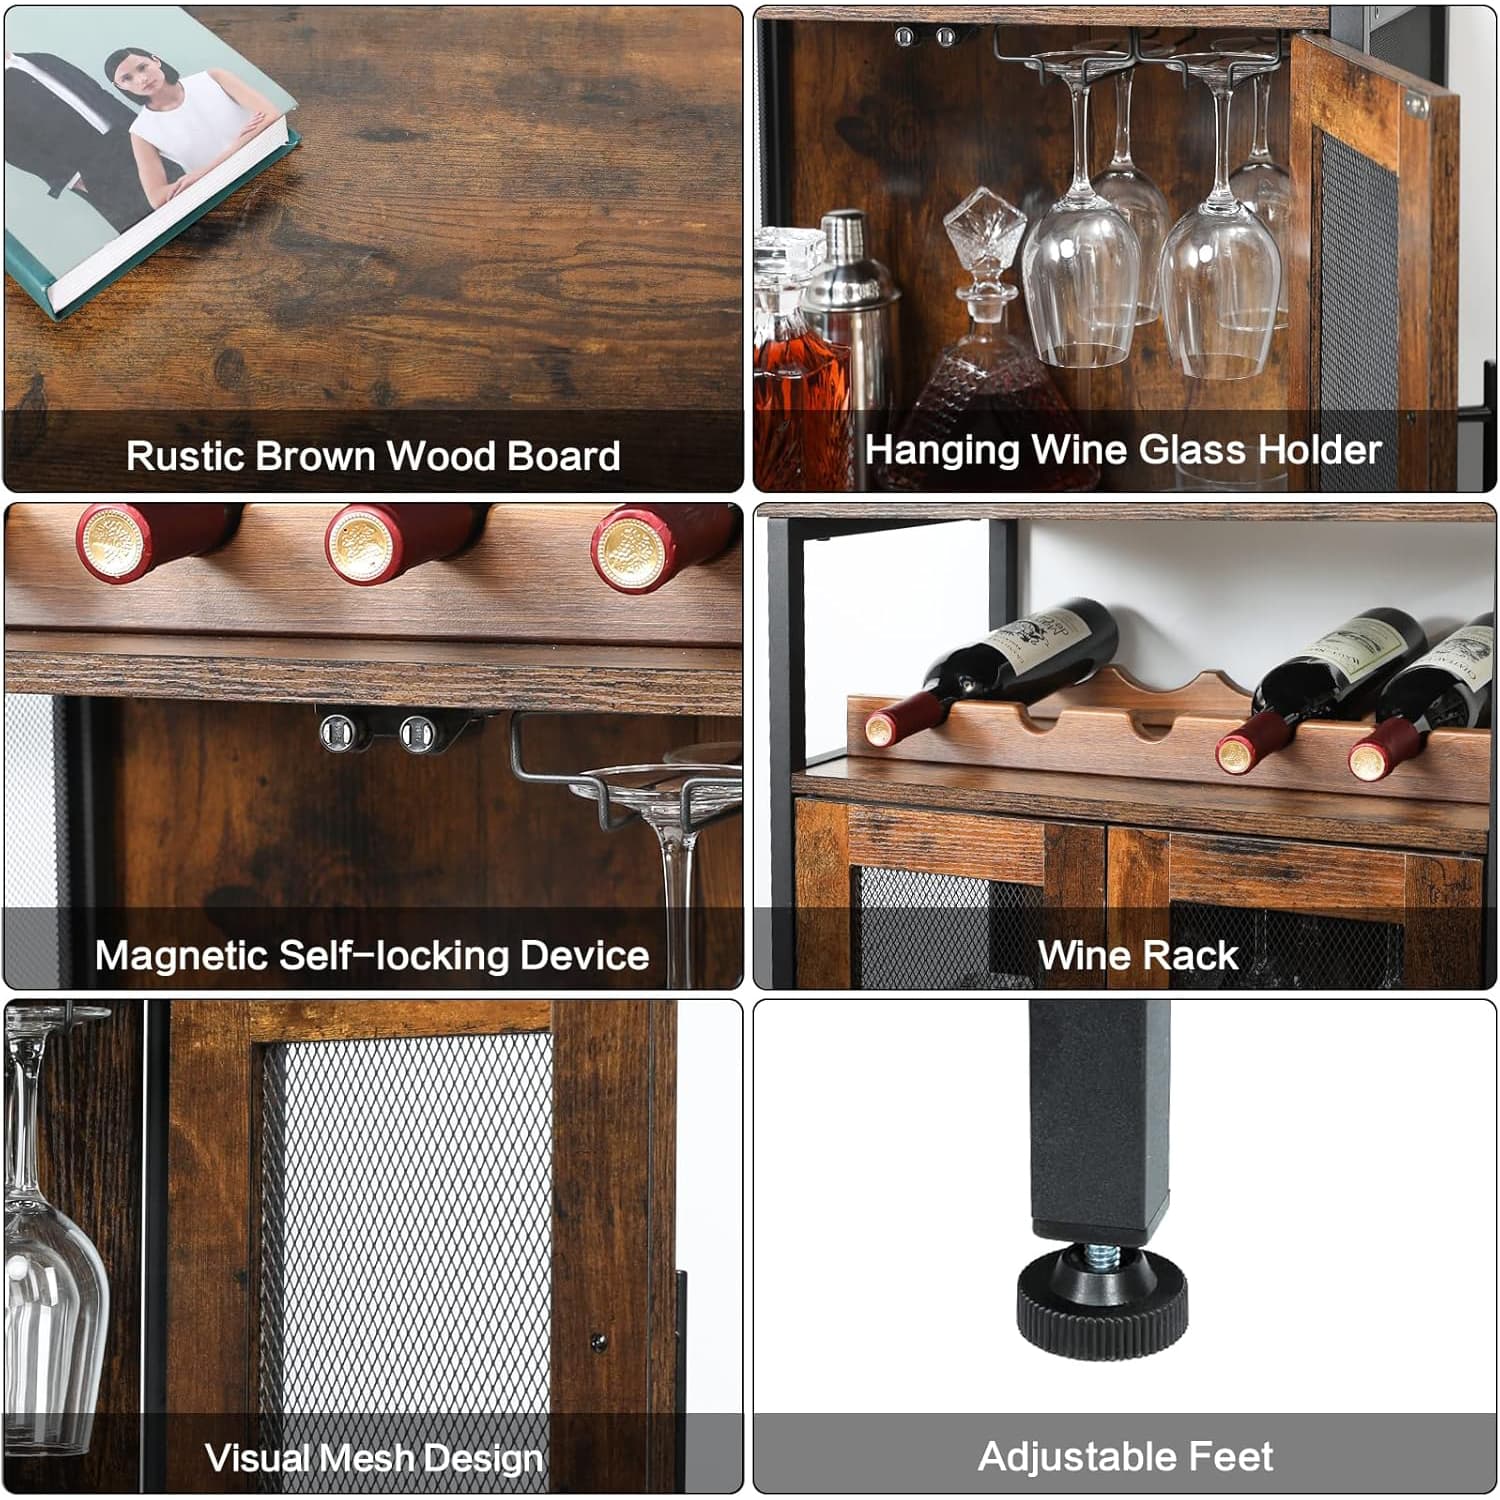 Rustic Brown Wood Board
Hanging Wine Glass Holder
Magnetic Self-locking Device
Wine Rack
Visual Mesh Design
Adjustable Feet